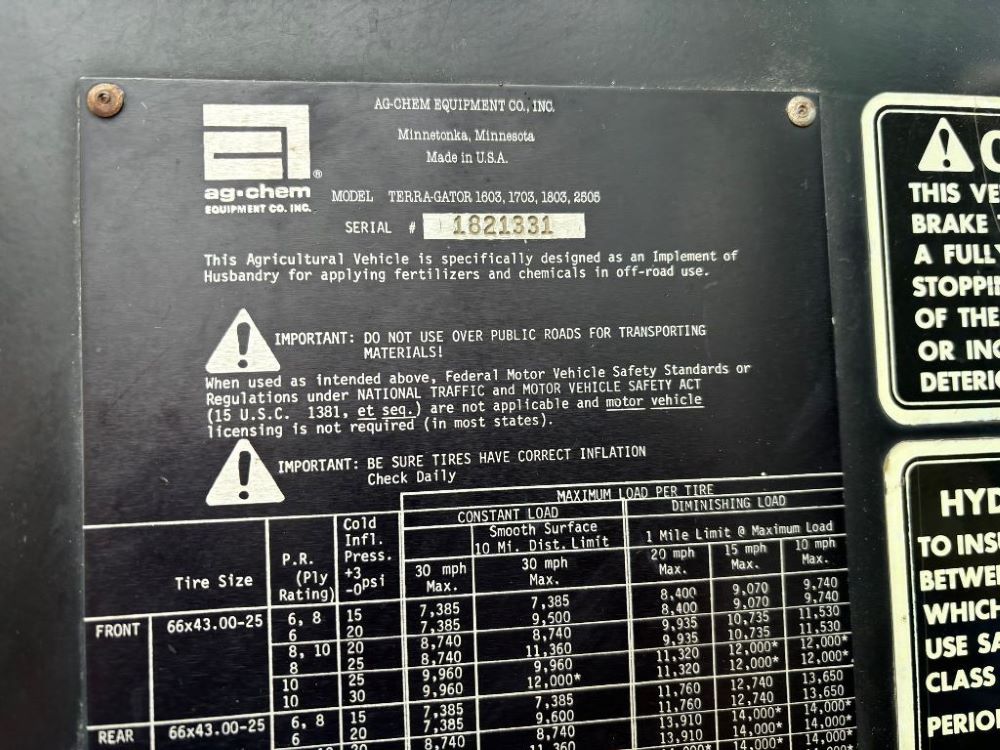 AG-CHEM EQUIPMENT CO., INC.
Minnetonka, Minnesota
Made in U.S.A.
ag•chem ®
EQUIPMENT CO. INC.
MODEL TERRA-GATOR 1603, 1703, 1803, 2505
SERIAL # 1821331
This Agricultural Vehicle is specifically designed as an Implement of
Husbandry for applying fertilizers and chemicals in off-road use.
IMPORTANT: DO NOT USE OVER PUBLIC ROADS FOR TRANSPORTING
MATERIALS!
When used as intended above, Federal Motor Vehicle Safety Standards or
Regulations under NATIONAL TRAFFIC and MOTOR VEHICLE SAFETY ACT
(15 U.S.C. 1381, et seq.) are not applicable and motor vehicle
licensing is not required (in most states).
IMPORTANT: BE SURE TIRES HAVE CORRECT INFLATION
Check Daily
MAXIMUM LOAD PER TIRE
CONSTANT LOAD DIMINISHING LOAD
Smooth Surface
10 Mi. Dist. Limit
1 Mile Limit @ Maximum Load
Tire Size
P.R.
(Ply
Rating)
Cold
Infl.
Press.
+3
-0psi
30 mph
Max.
30 mph
Max.
20 mph
Max.
15 mph
Max.
10 mph
Max.
FRONT 66x43.00-25 6, 8 15 7,385 7,385 8,400 9,070 9,740
6 20 7,385 9,500 8,400 9,070 9,740
8, 10 20 8,740 8,740 9,935 10,735 11,530
8 25 8,740 11,360 9,935 10,735 11,530
10 25 9,960 9,960 11,320 12,000* 12,000*
10 30 9,960 12,000* 11,320 12,000* 12,000*
REAR 66x43.00-25 6, 8 15 7,385 7,385 11,760 12,740 13,650
6 20 7,385 9,600 11,760 12,740 13,650
20 8,740 8,740 13,910 14,000* 14,000*
11,360 13,910 14,000* 14,000*
THIS VE
BRAKE
A FULLY
STOPPI
OF THE
OR INC
DETERI
HYD
TO INS
BETWE
WHICH
USE SA
CLASS
PERIO